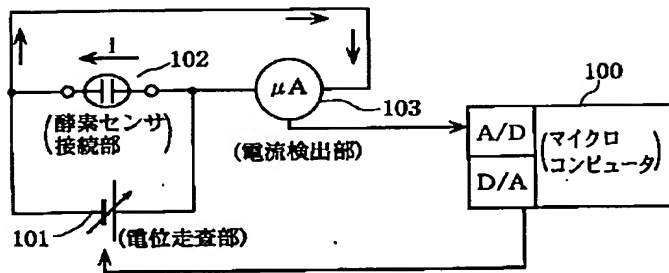 100
i
102
μA
103
A/D
D/A
(マイクロ
コンピュータ)
(酵素センサ
接続部)
(電流検出部)
101
(電位走査部)